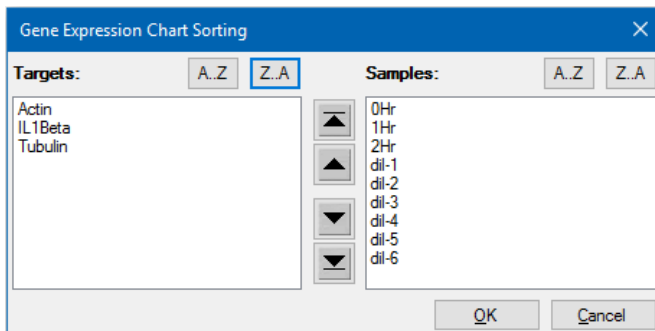 Gene Expression Chart Sorting
Targets: A..Z Z..A Samples: A..Z Z..A
Actin
IL1Beta
Tubulin
0Hr
1Hr
2Hr
dil-1
dil-2
dil-3
dil-4
dil-5
dil-6
OK Cancel